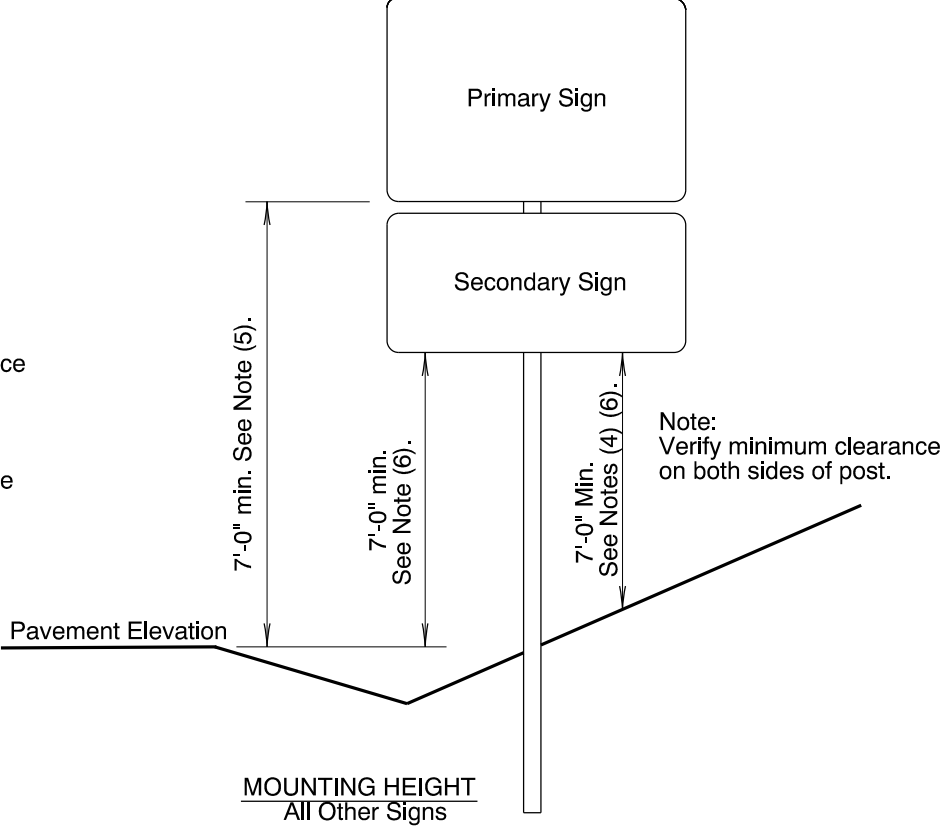 Primary Sign
Secondary Sign
ce
e
7'-0" min. See Note (5).
7'-0" min.
See Note (6).
7'-0" Min.
See Notes (4) (6).
Note:
Verify minimum clearance
on both sides of post.
Pavement Elevation
MOUNTING HEIGHT
All Other Signs